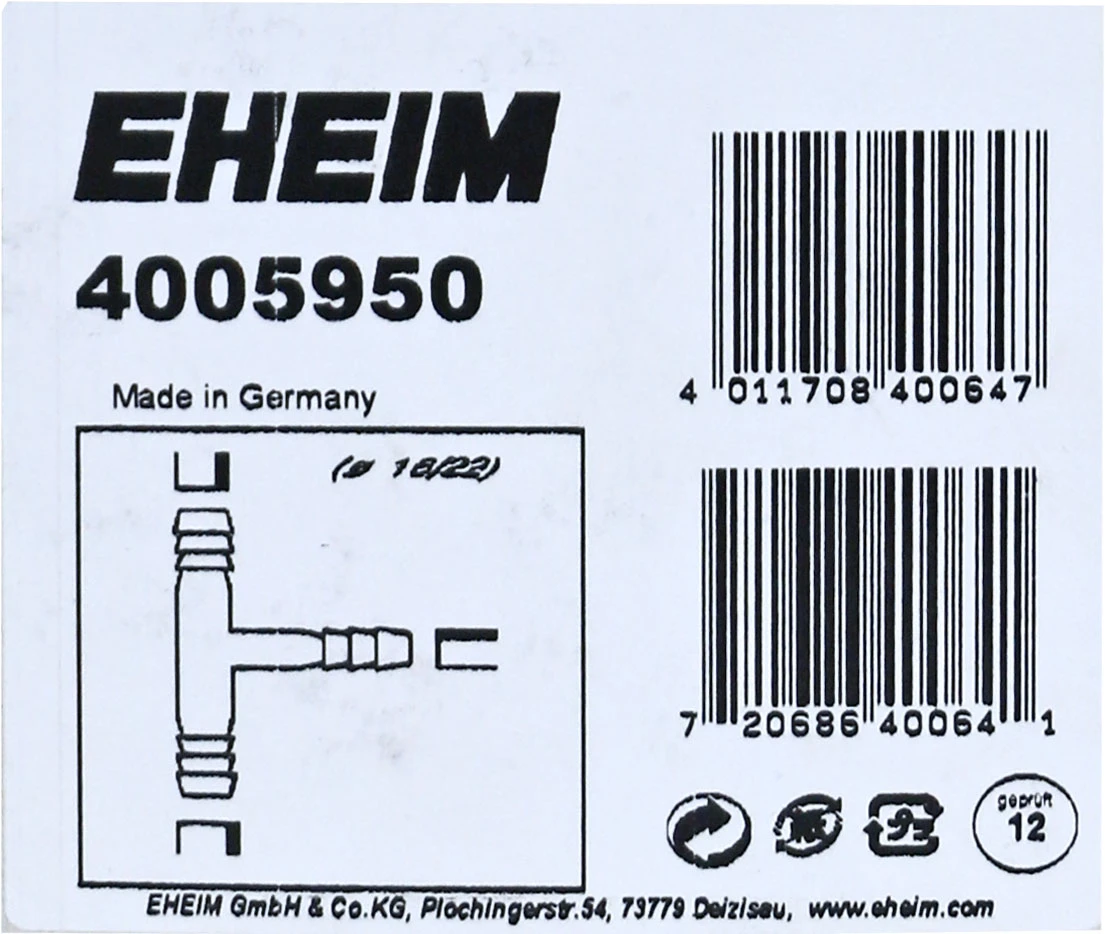 EHEIM
4005950
Made in Germany
(ø 16/22)
4 011708 400647
7 20686 40064 1
geprüft
12
EHEIM GmbH & Co.KG, Plochingerstr.54, 73779 Deizisau, www.eheim.com